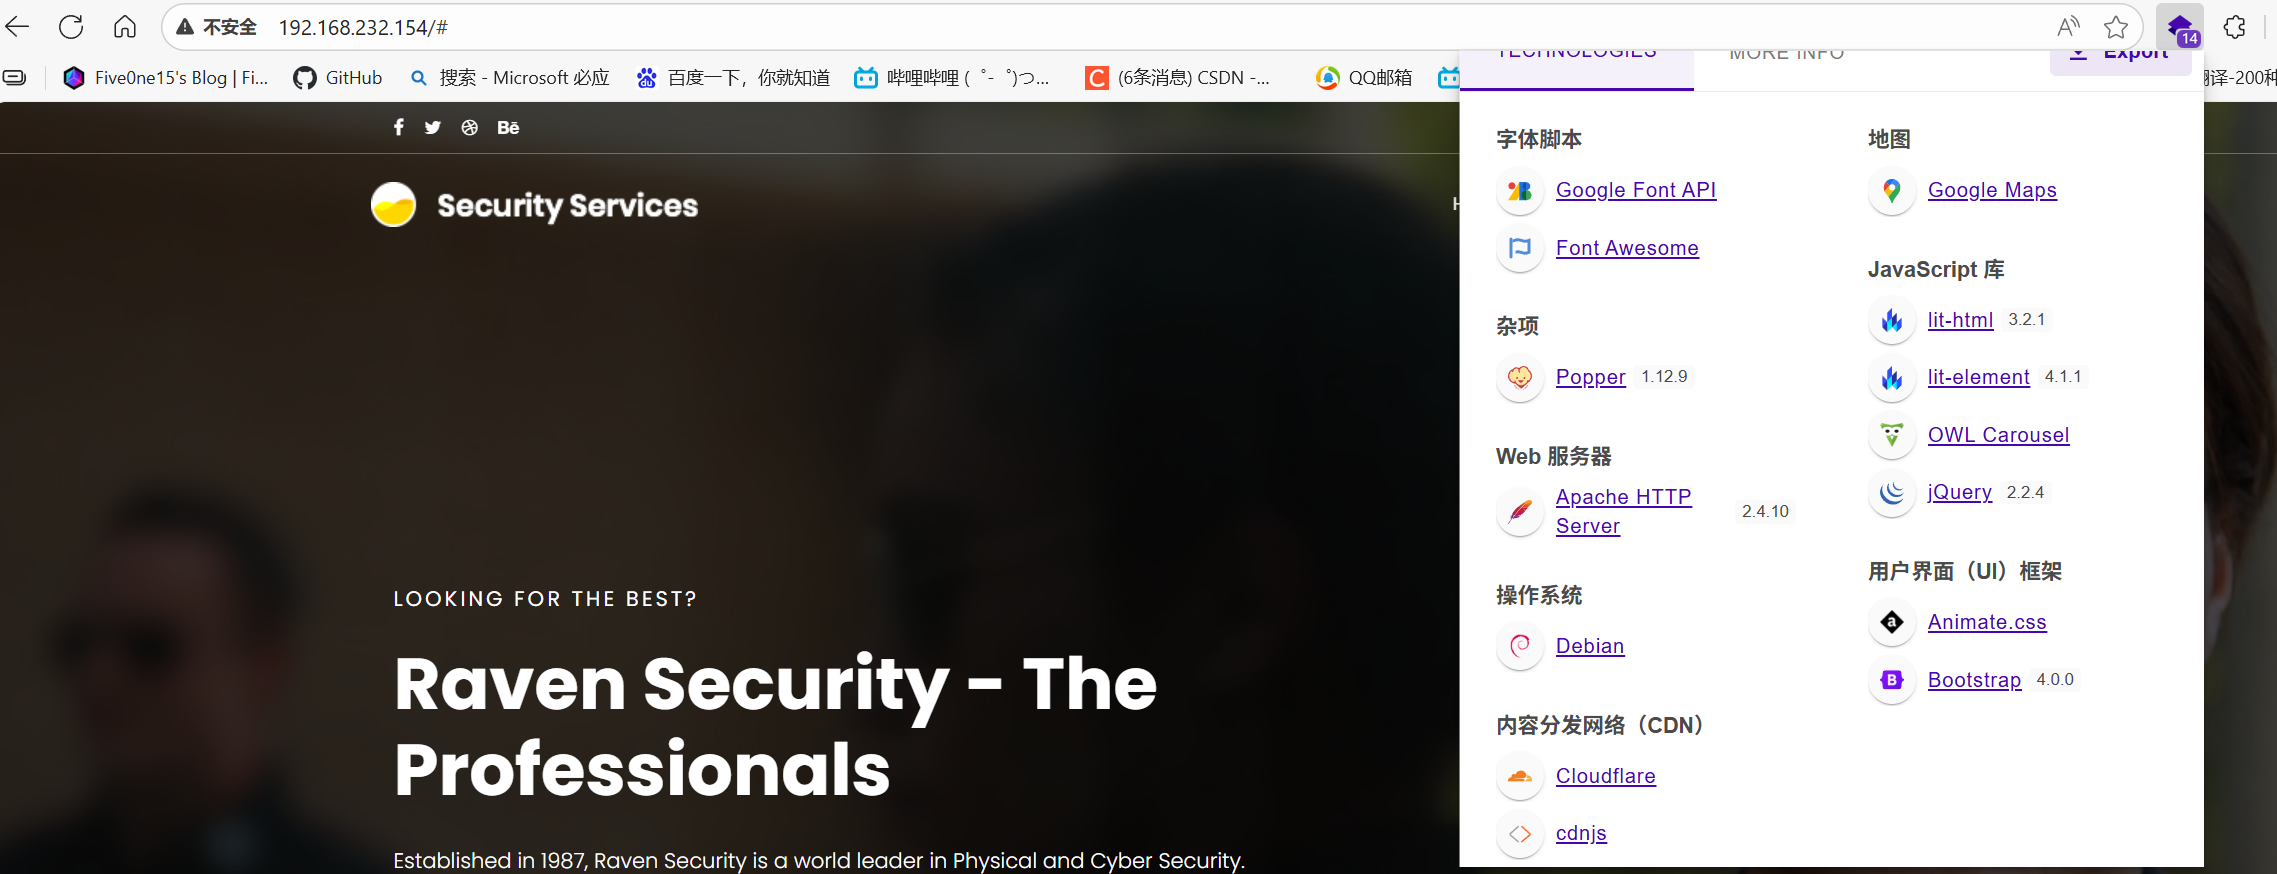 不安全 192.168.232.154/#
14
Five0ne15's Blog | Fi...
GitHub
搜索 - Microsoft 必应
百度一下，你就知道
哔哩哔哩 (゜-゜)つ...
(6条消息) CSDN -...
QQ邮箱
翻译-200种
TECHNOLOGIES
MORE INFO
Export
Bē
Security Services
LOOKING FOR THE BEST?
Raven Security - The
Professionals
Established in 1987, Raven Security is a world leader in Physical and Cyber Security.
字体脚本
Google Font API
Font Awesome
杂项
Popper 1.12.9
Web 服务器
Apache HTTP
Server 2.4.10
操作系统
Debian
内容分发网络（CDN）
Cloudflare
cdnjs
地图
Google Maps
JavaScript 库
lit-html 3.2.1
lit-element 4.1.1
OWL Carousel
jQuery 2.2.4
用户界面（UI）框架
Animate.css
Bootstrap 4.0.0